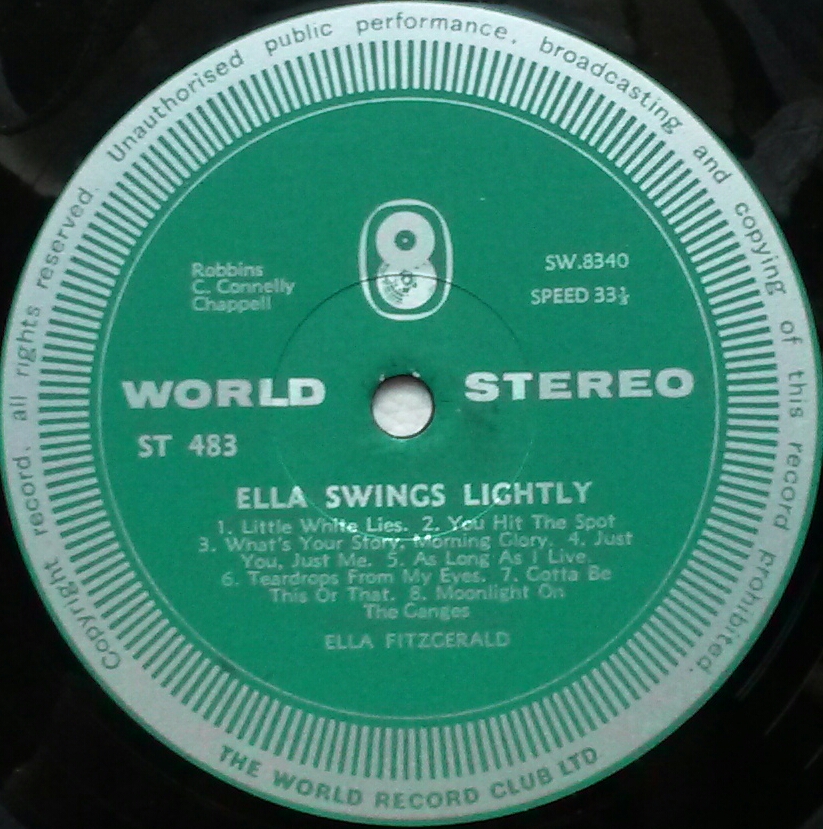 Copyright record. all rights reserved. Unauthorised public performance, broadcasting and copying of this record prohibited.
Robbins
C. Connelly
Chappell
SW.8340
SPEED 33⅓
WORLD STEREO
ST 483
ELLA SWINGS LIGHTLY
1. Little White Lies. 2. You Hit The Spot
3. What's Your Story, Morning Glory. 4. Just
You, Just Me. 5. As Long As I Live.
6. Teardrops From My Eyes. 7. Gotta Be
This Or That. 8. Moonlight On
The Ganges
ELLA FITZGERALD
THE WORLD RECORD CLUB LTD